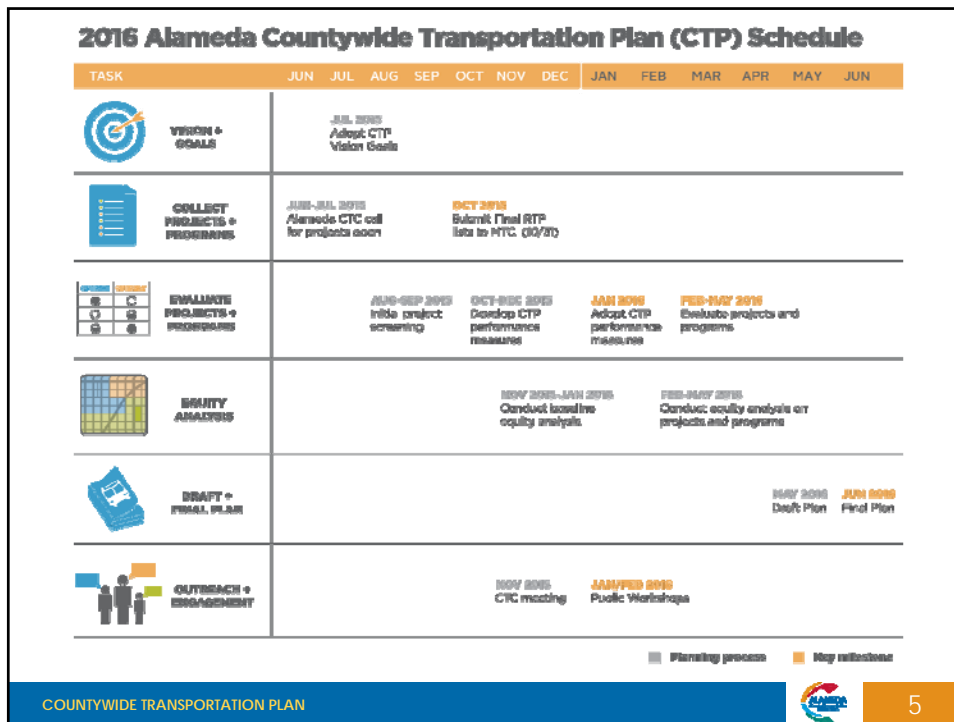 2016 Alameda Countywide Transportation Plan (CTP) Schedule
TASK JUN JUL AUG SEP OCT NOV DEC JAN FEB MAR APR MAY JUN
VISION +
GOALS
JUL 2015
Adopt CTP
Vision Goals
COLLECT
PROJECTS +
PROGRAMS
JUN-JUL 2015
Alameda CTC call
for projects open
OCT 2015
Submit Final RTP
lists to MTC. (10/31)
EVALUATE
PROJECTS +
PROGRAMS
AUG-SEP 2015
Initial project
screening
OCT-DEC 2015
Develop CTP
performance
measures
JAN 2016
Adopt CTP
performance
measures
FEB-MAY 2016
Evaluate projects and
programs
EQUITY
ANALYSIS
NOV 2015-JAN 2016
Conduct baseline
equity analysis
FEB-MAY 2016
Conduct equity analysis on
projects and programs
DRAFT +
FINAL PLAN
MAY 2016
Draft Plan
JUN 2016
Final Plan
OUTREACH +
ENGAGEMENT
NOV 2015
CTC meeting
JAN/FEB 2016
Public Workshops
Planning process
Key milestone
COUNTYWIDE TRANSPORTATION PLAN
ALAMEDA
5